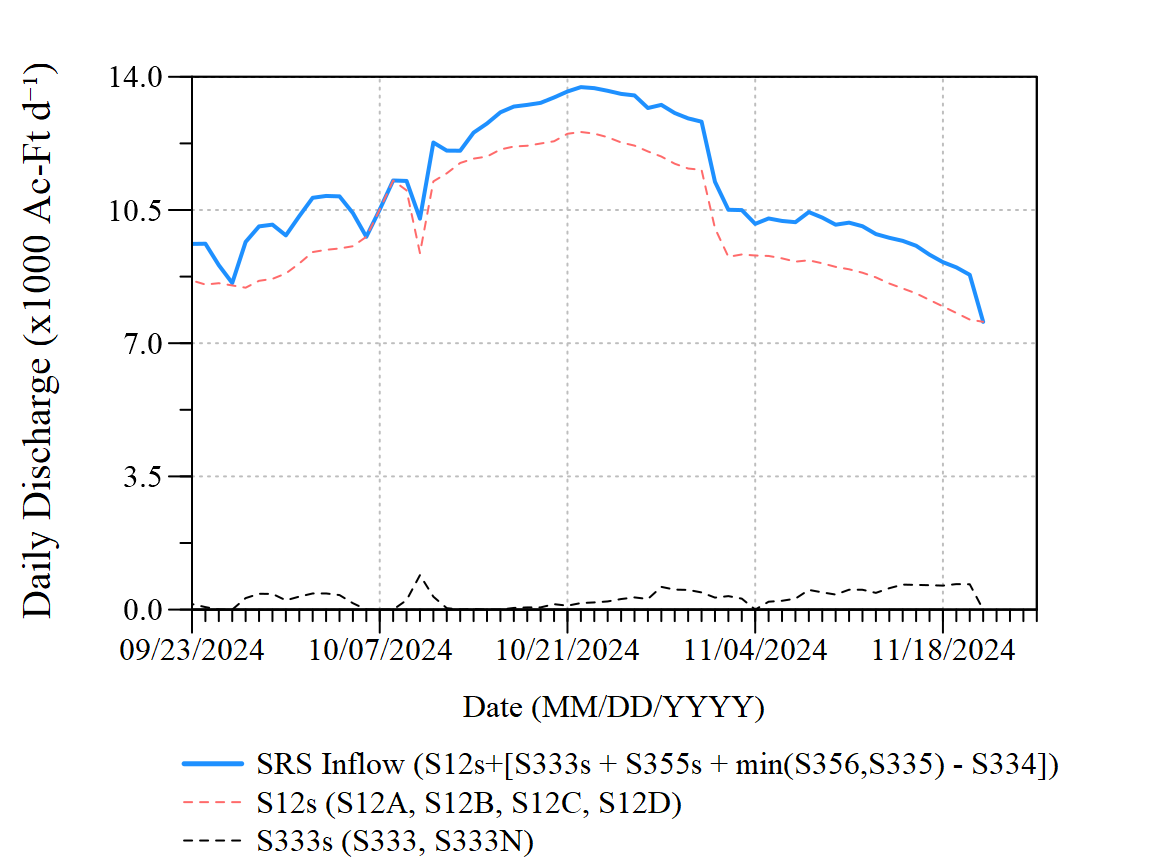 Daily Discharge (x1000 Ac-Ft d⁻¹)
14.0
10.5
7.0
3.5
0.0
09/23/2024 10/07/2024 10/21/2024 11/04/2024 11/18/2024
Date (MM/DD/YYYY)
SRS Inflow (S12s+[S333s + S355s + min(S356,S335) - S334])
S12s (S12A, S12B, S12C, S12D)
S333s (S333, S333N)